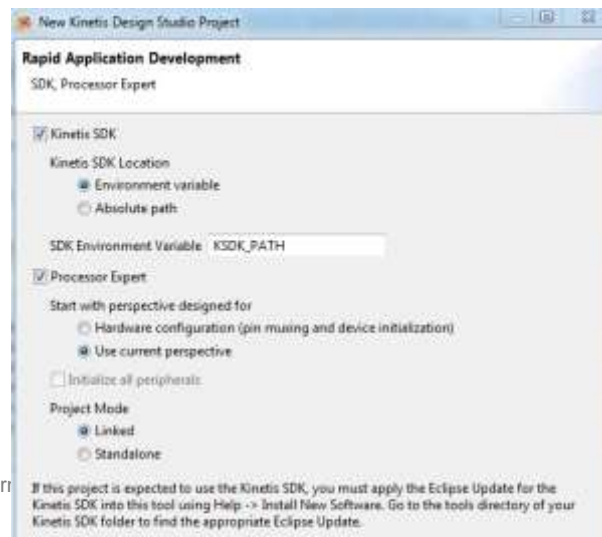 New Kinetis Design Studio Project
Rapid Application Development
SDK, Processor Expert
Kinetis SDK
Kinetis SDK Location
Environment variable
Absolute path
SDK Environment Variable KSDK_PATH
Processor Expert
Start with perspective designed for
Hardware configuration (pin muxing and device initialization)
Use current perspective
Initialize all peripherals
Project Mode
Linked
Standalone
If this project is expected to use the Kinetis SDK, you must apply the Eclipse Update for the
Kinetis SDK into this tool using Help -> Install New Software. Go to the tools directory of your
Kinetis SDK folder to find the appropriate Eclipse Update.